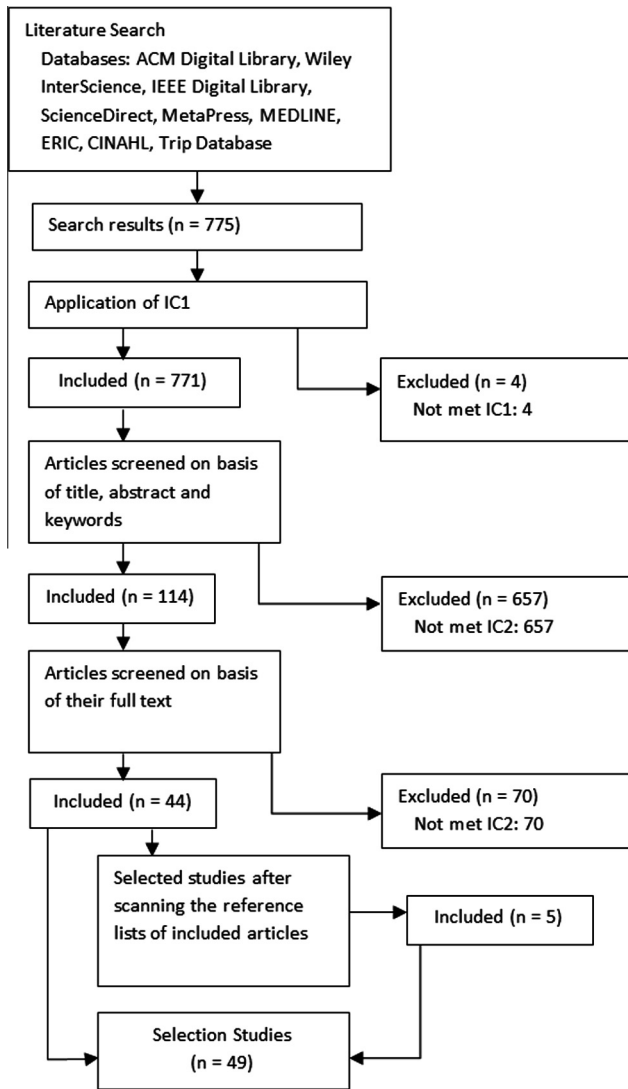 Literature Search
Databases: ACM Digital Library, Wiley
InterScience, IEEE Digital Library,
ScienceDirect, MetaPress, MEDLINE,
ERIC, CINAHL, Trip Database
Search results (n = 775)
Application of IC1
Included (n = 771)
Excluded (n = 4)
Not met IC1: 4
Articles screened on basis
of title, abstract and
keywords
Included (n = 114)
Excluded (n = 657)
Not met IC2: 657
Articles screened on basis
of their full text
Included (n = 44)
Excluded (n = 70)
Not met IC2: 70
Selected studies after
scanning the reference
lists of included articles
Included (n = 5)
Selection Studies
(n = 49)